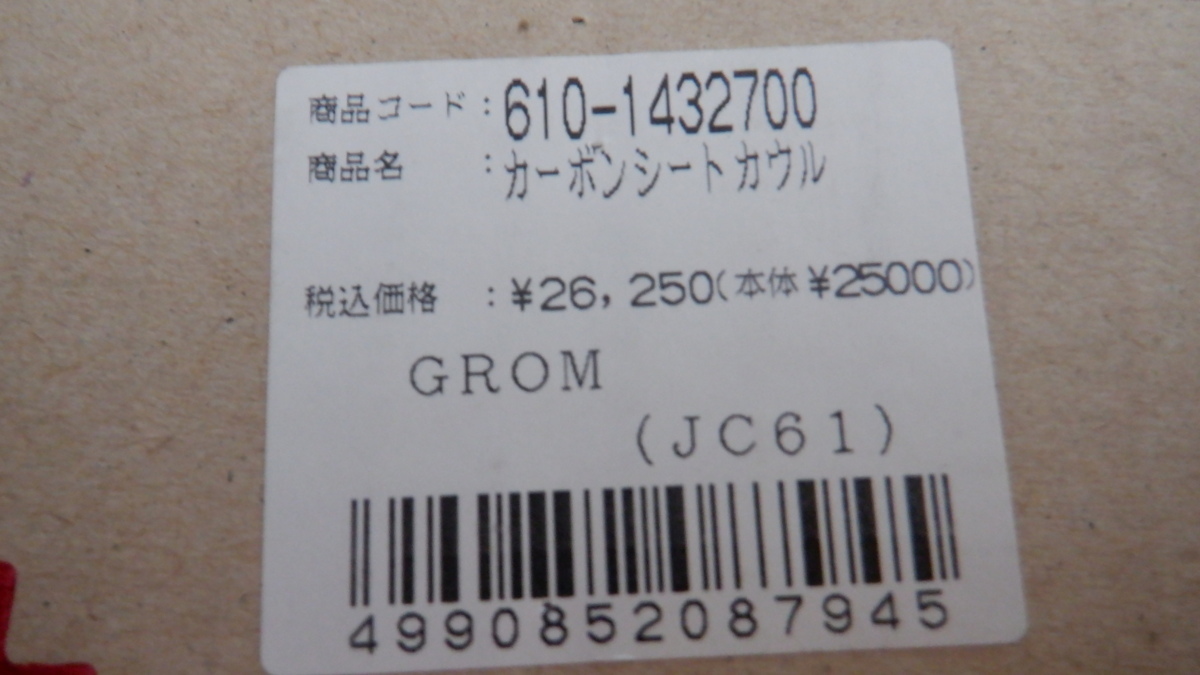 商品コード：610-1432700
商品名　　：カーボンシートカウル
税込価格　：¥26, 250(本体 ¥25000)
GROM
(JC61)
4990852087945